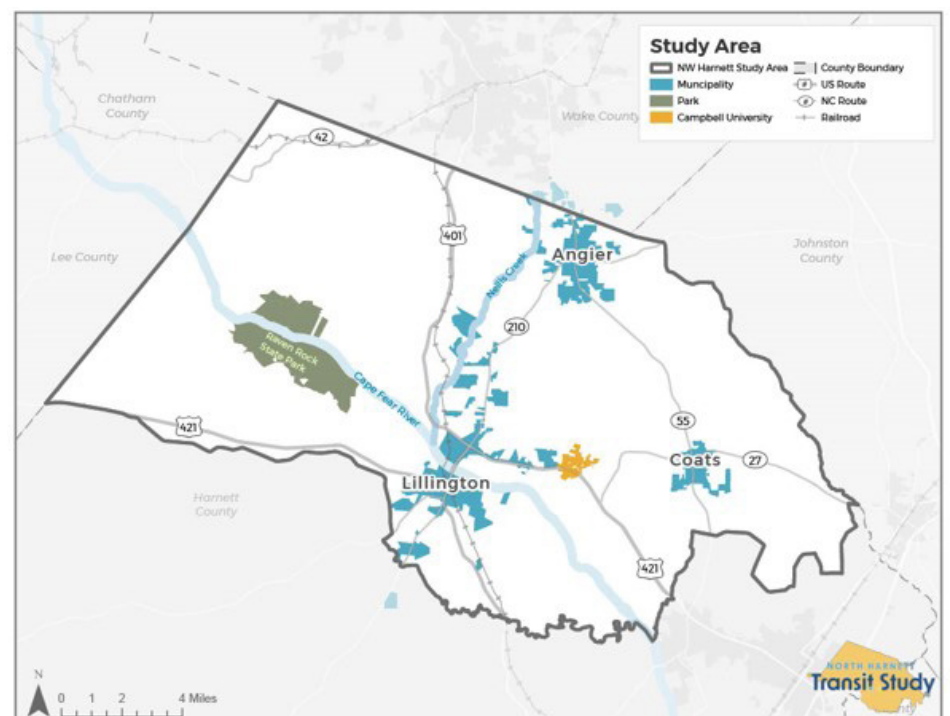 Study Area
NW Harnett Study Area
Muncipality
Park
Campbell University
County Boundary
US Route
NC Route
Railroad
Chatham
County
Wake County
42
Lee County
401
Angier
Johnston
County
Neills Creek
210
Raven Rock
State Park
Cape Fear River
421
55
Coats
27
Lillington
Harnett
County
421
N
0 1 2 4 Miles
NORTH HARNETT
Transit Study
County